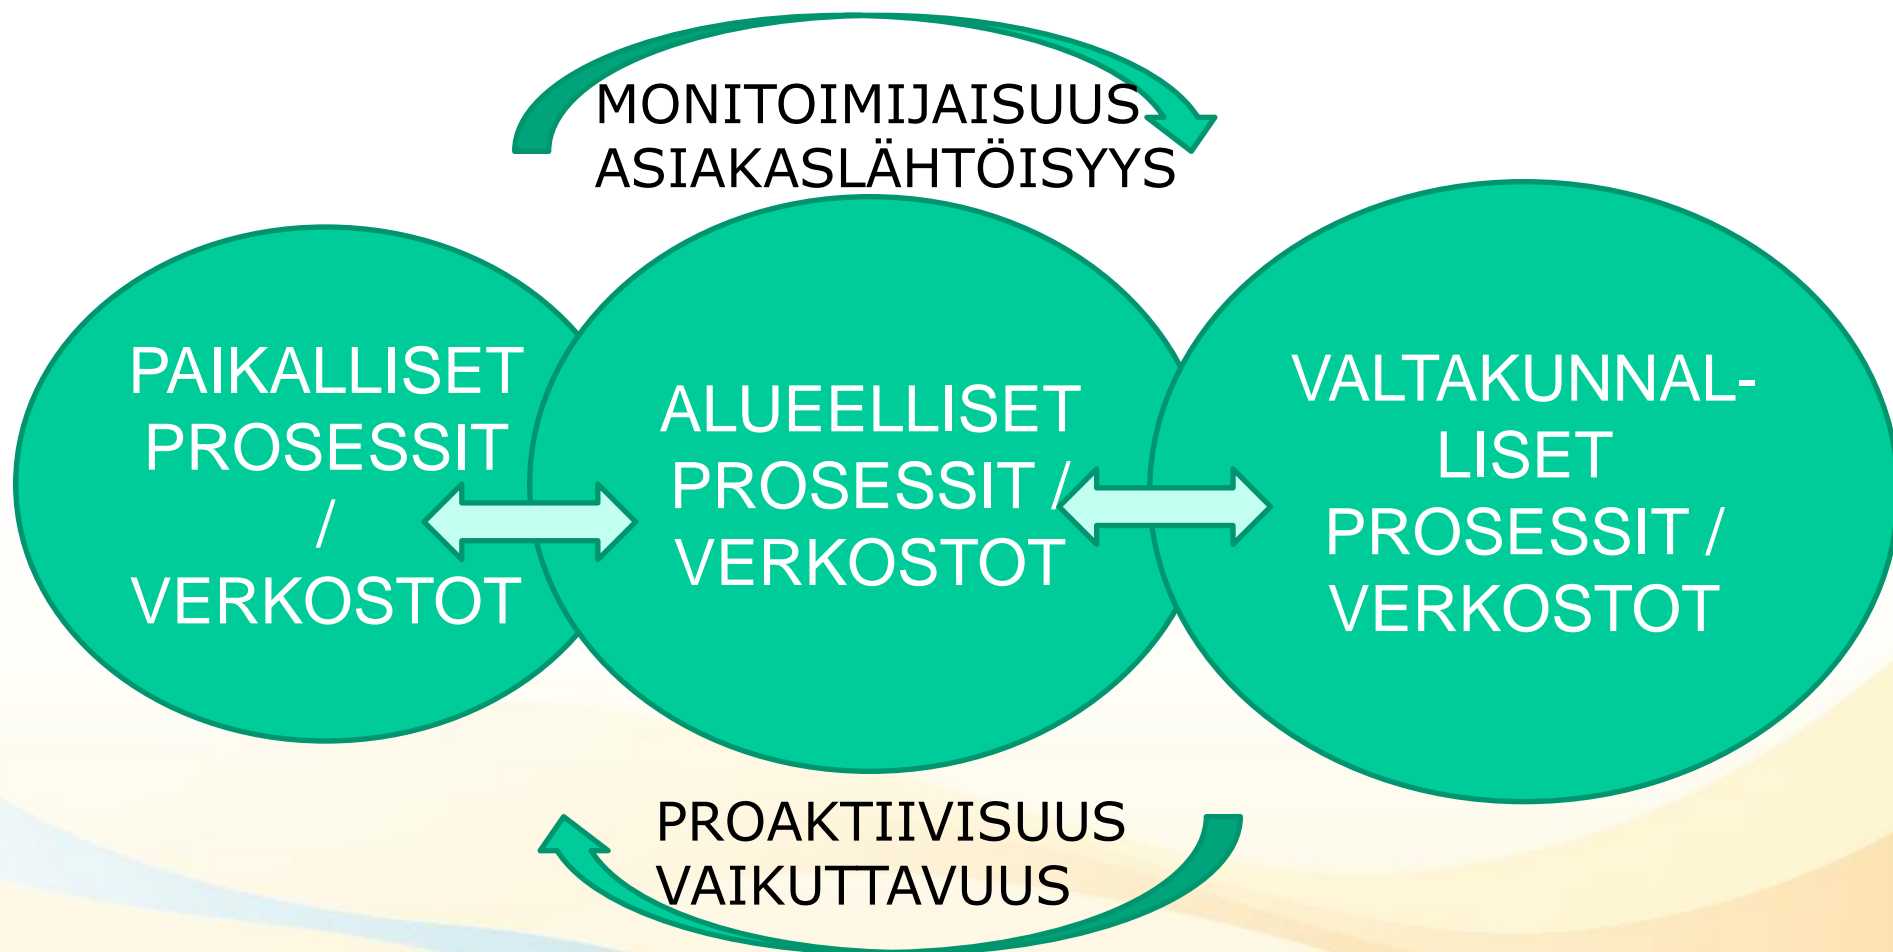 MONITOIMIJAISUUS
ASIAKASLÄHTÖISYYS
PAIKALLISET
PROSESSIT
/
VERKOSTOT
ALUEELLISET
PROSESSIT /
VERKOSTOT
VALTAKUNNAL-
LISET
PROSESSIT /
VERKOSTOT
PROAKTIIVISUUS
VAIKUTTAVUUS